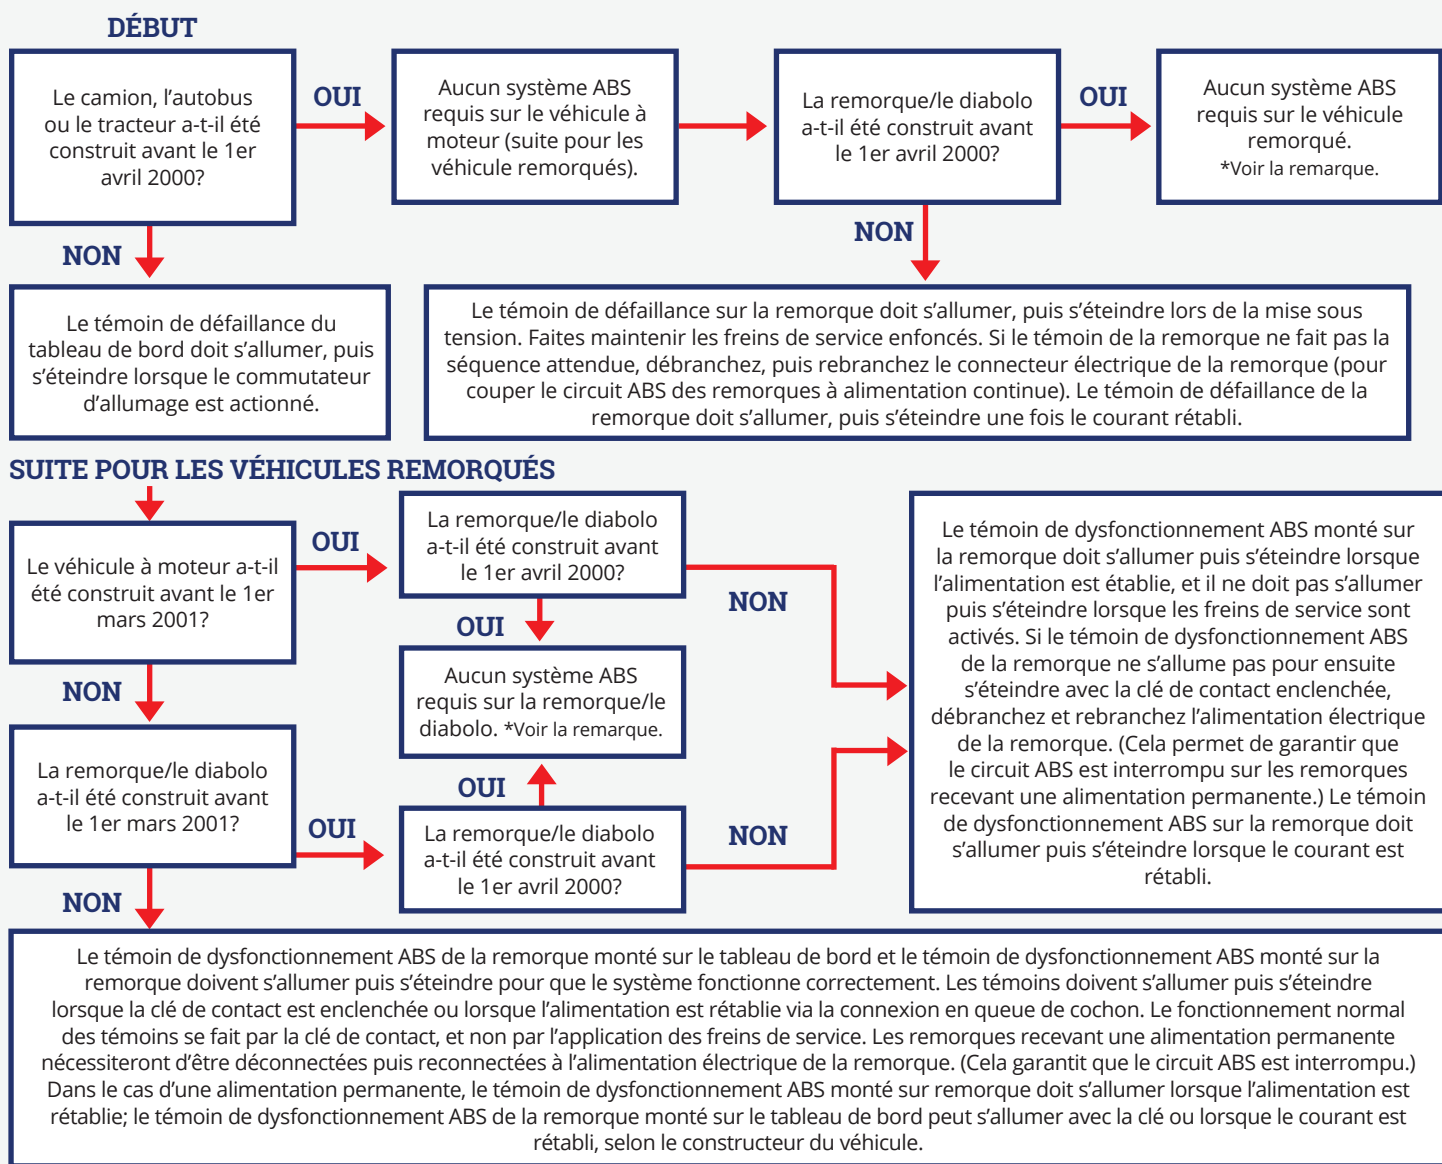 DÉBUT
Le camion, l'autobus
ou le tracteur a-t-il été
construit avant le 1er
avril 2000?
OUI
Aucun système ABS
requis sur le véhicule à
moteur (suite pour les
véhicule remorqués).
La remorque/le diabolo
a-t-il été construit avant
le 1er avril 2000?
OUI
Aucun système ABS
requis sur le véhicule
remorqué.
*Voir la remarque.
NON
NON
Le témoin de défaillance du
tableau de bord doit s'allumer, puis
s'éteindre lorsque le commutateur
d'allumage est actionné.
Le témoin de défaillance sur la remorque doit s'allumer, puis s'éteindre lors de la mise sous
tension. Faites maintenir les freins de service enfoncés. Si le témoin de la remorque ne fait pas la
séquence attendue, débranchez, puis rebranchez le connecteur électrique de la remorque (pour
couper le circuit ABS des remorques à alimentation continue). Le témoin de défaillance de la
remorque doit s'allumer, puis s'éteindre une fois le courant rétabli.
SUITE POUR LES VÉHICULES REMORQUÉS
Le véhicule à moteur a-t-il
été construit avant le 1er
mars 2001?
OUI
La remorque/le diabolo
a-t-il été construit avant
le 1er avril 2000?
NON
OUI
Aucun système ABS
requis sur la remorque/le
diabolo. *Voir la remarque.
NON
La remorque/le diabolo
a-t-il été construit avant
le 1er mars 2001?
OUI
OUI
La remorque/le diabolo
a-t-il été construit avant
le 1er avril 2000?
NON
Le témoin de dysfonctionnement ABS monté sur
la remorque doit s'allumer puis s'éteindre lorsque
l'alimentation est établie, et il ne doit pas s'allumer
puis s'éteindre lorsque les freins de service sont
activés. Si le témoin de dysfonctionnement ABS
de la remorque ne s'allume pas pour ensuite
s'éteindre avec la clé de contact enclenchée,
débranchez et rebranchez l'alimentation électrique
de la remorque. (Cela permet de garantir que
le circuit ABS est interrompu sur les remorques
recevant une alimentation permanente.) Le témoin
de dysfonctionnement ABS sur la remorque doit
s'allumer puis s'éteindre lorsque le courant est
rétabli.
NON
Le témoin de dysfonctionnement ABS de la remorque monté sur le tableau de bord et le témoin de dysfonctionnement ABS monté sur la
remorque doivent s'allumer puis s'éteindre pour que le système fonctionne correctement. Les témoins doivent s'allumer puis s'éteindre
lorsque la clé de contact est enclenchée ou lorsque l'alimentation est rétablie via la connexion en queue de cochon. Le fonctionnement normal
des témoins se fait par la clé de contact, et non par l'application des freins de service. Les remorques recevant une alimentation permanente
nécessiteront d'être déconnectées puis reconnectées à l'alimentation électrique de la remorque. (Cela garantit que le circuit ABS est interrompu.)
Dans le cas d'une alimentation permanente, le témoin de dysfonctionnement ABS monté sur remorque doit s'allumer lorsque l'alimentation est
rétablie; le témoin de dysfonctionnement ABS de la remorque monté sur le tableau de bord peut s'allumer avec la clé ou lorsque le courant est
rétabli, selon le constructeur du véhicule.